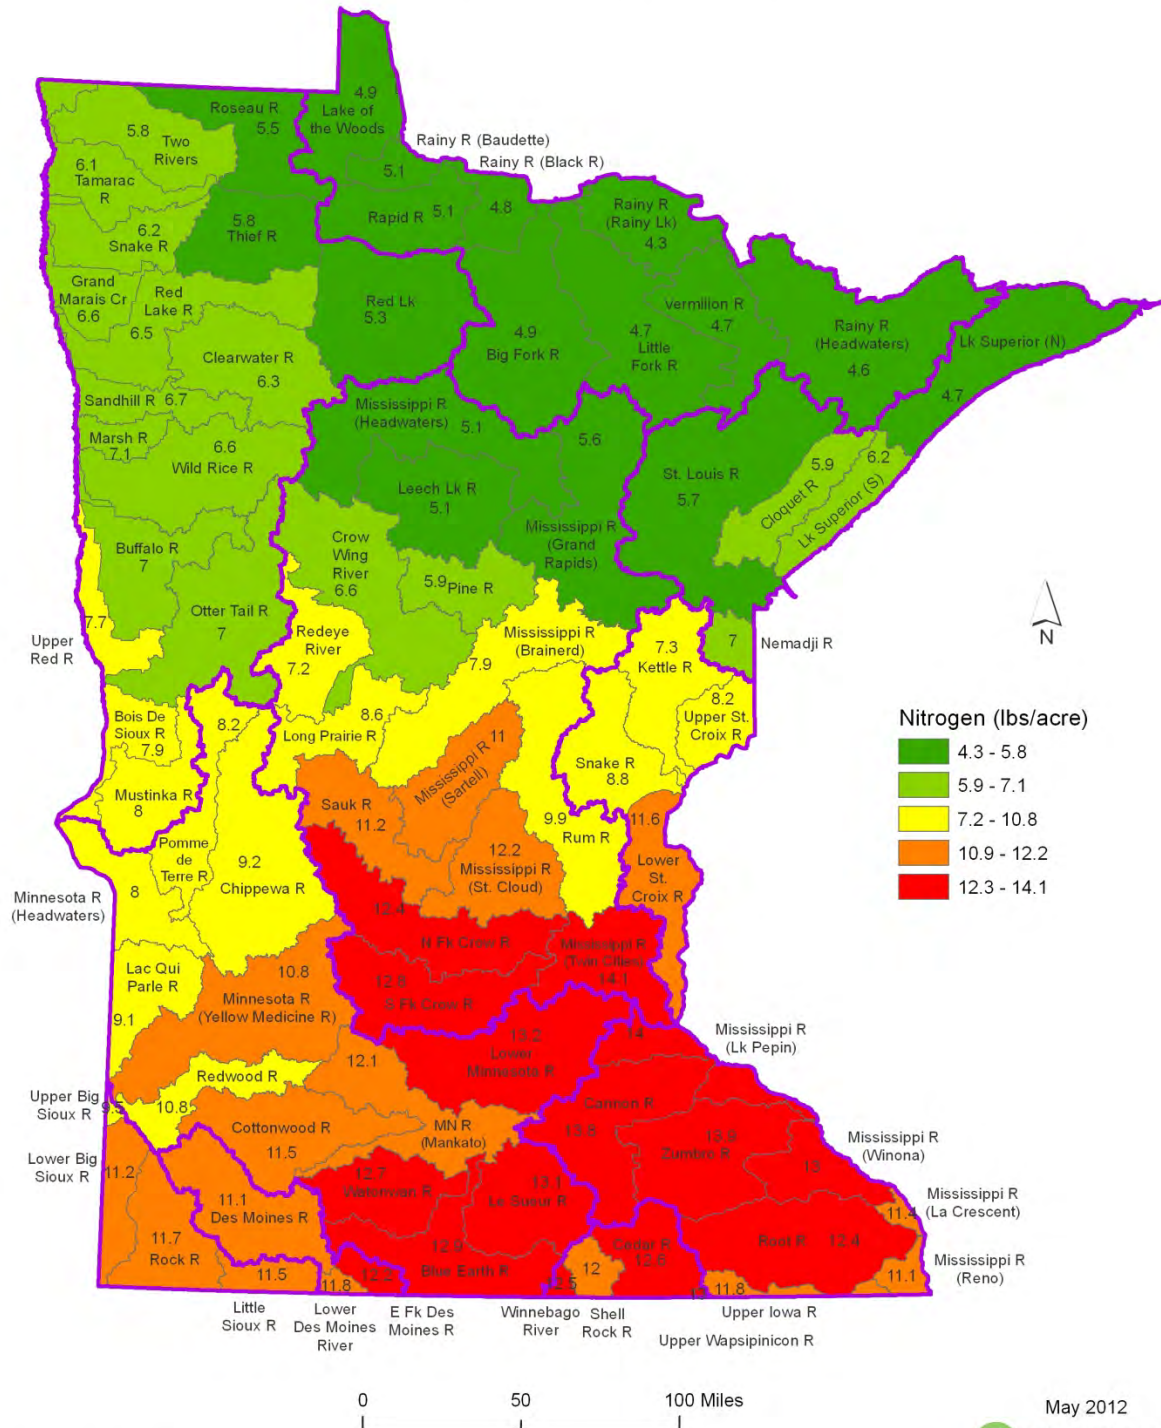 4.9
Lake of
the Woods
Roseau R
5.5
5.8
Two
Rivers
Rainy R (Baudette)
Rainy R (Black R)
6.1
Tamarac
R
5.1
Rapid R
5.1
4.8
Rainy R
(Rainy Lk)
4.3
5.8
Thief R
6.2
Snake R
Grand
Marais Cr
6.6
Red
Lake R
6.5
Red Lk
5.3
Vermilion R
4.7
4.9
Big Fork R
4.7
Little
Fork R
Rainy R
(Headwaters)
4.6
Lk Superior (N)
4.7
Clearwater R
6.3
Sandhill R
6.7
Mississippi R
(Headwaters)
5.1
5.6
Marsh R
7.1
6.6
Wild Rice R
Leech Lk R
5.1
St. Louis R
5.7
5.9
Cloquet R
6.2
Lk Superior (S)
Mississippi R
(Grand
Rapids)
Buffalo R
7
Crow
Wing
River
6.6
5.9
Pine R
Otter Tail R
7
7.7
Upper
Red R
Redeye
River
7.2
Mississippi R
(Brainerd)
7.9
7.3
Kettle R
7
Nemadji R
N
Bois De
Sioux R
7.9
8.2
8.6
Long Prairie R
8.2
Upper St.
Croix R
Nitrogen (lbs/acre)
4.3 - 5.8
5.9 - 7.1
7.2 - 10.8
10.9 - 12.2
12.3 - 14.1
Mississippi R
(Sartell)
11
Snake R
8.8
Mustinka R
8
Sauk R
11.2
9.9
Rum R
11.6
Lower
St.
Croix R
Pomme
de
Terre R
9.2
Chippewa R
12.2
Mississippi R
(St. Cloud)
Minnesota R
(Headwaters)
8
12.4
N Fk Crow R
Mississippi R
(Twin Cities)
14.1
Lac Qui
Parle R
9.1
10.8
Minnesota R
(Yellow Medicine R)
12.8
S Fk Crow R
13.2
Lower
Minnesota R
14
Mississippi R
(Lk Pepin)
12.1
Redwood R
10.8
Upper Big
Sioux R
9.5
Cannon R
13.8
Cottonwood R
11.5
MN R
(Mankato)
13.9
Zumbro R
Mississippi R
(Winona)
13
Lower Big
Sioux R
11.2
12.7
Watonwan R
13.1
Le Sueur R
Mississippi R
(La Crescent)
11.4
11.1
Des Moines R
11.7
Rock R
12.9
Blue Earth R
Cedar R
12.6
Root R
12.4
Mississippi R
(Reno)
11.1
11.5
11.8
12.2
12.5
12
11.8
Little
Sioux R
Lower
Des Moines
River
E Fk Des
Moines R
Winnebago
River
Shell
Rock R
Upper Iowa R
Upper Wapsipinicon R
0 50 100 Miles
May 2012